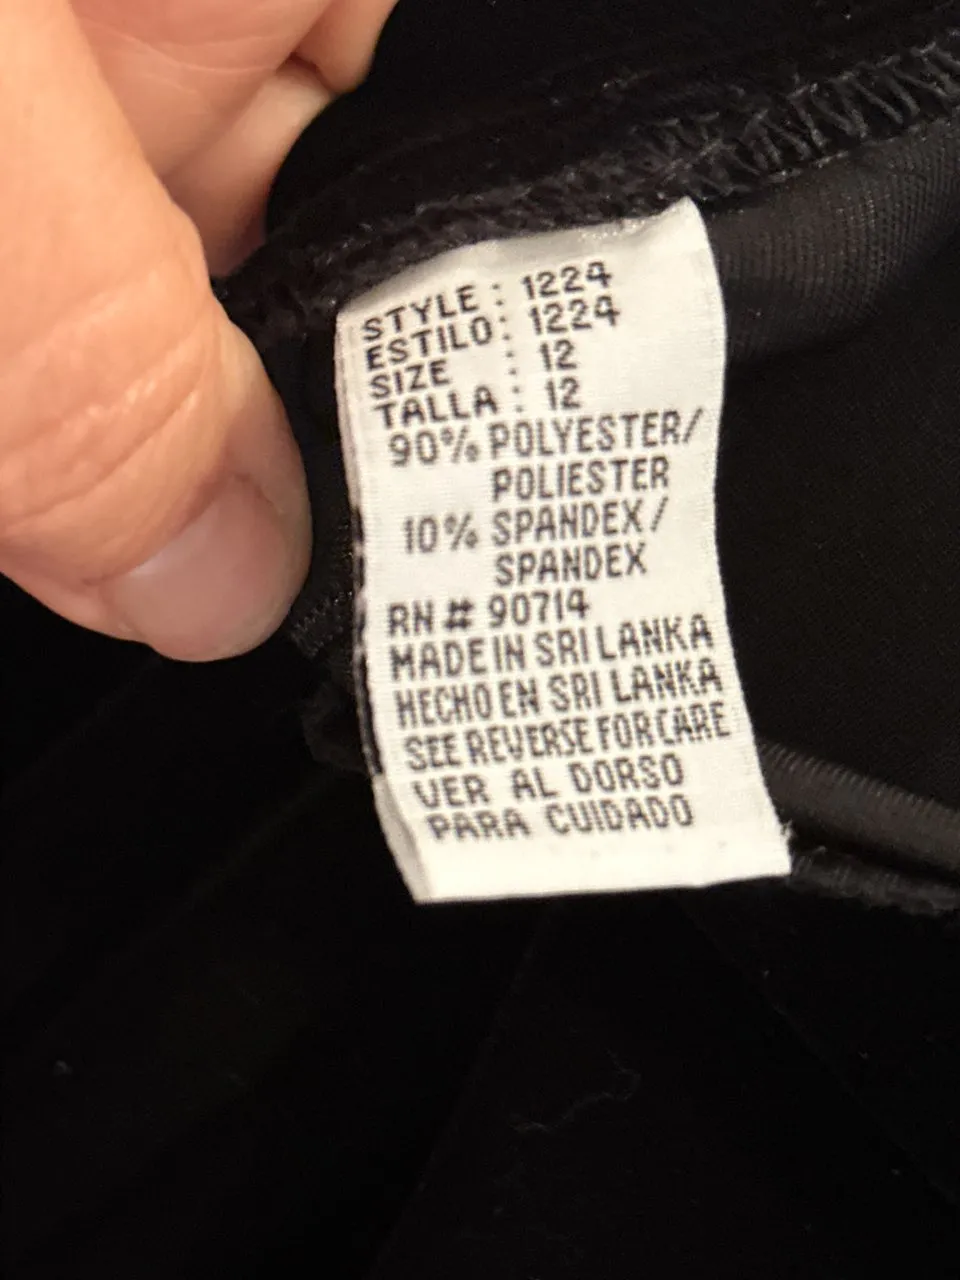 STYLE : 1224
ESTILO: 1224
SIZE : 12
TALLA : 12
90% POLYESTER/
POLIESTER
10% SPANDEX/
SPANDEX
RN # 90714
MADE IN SRI LANKA
HECHO EN SRI LANKA
SEE REVERSE FOR CARE
VER AL DORSO
PARA CUIDADO